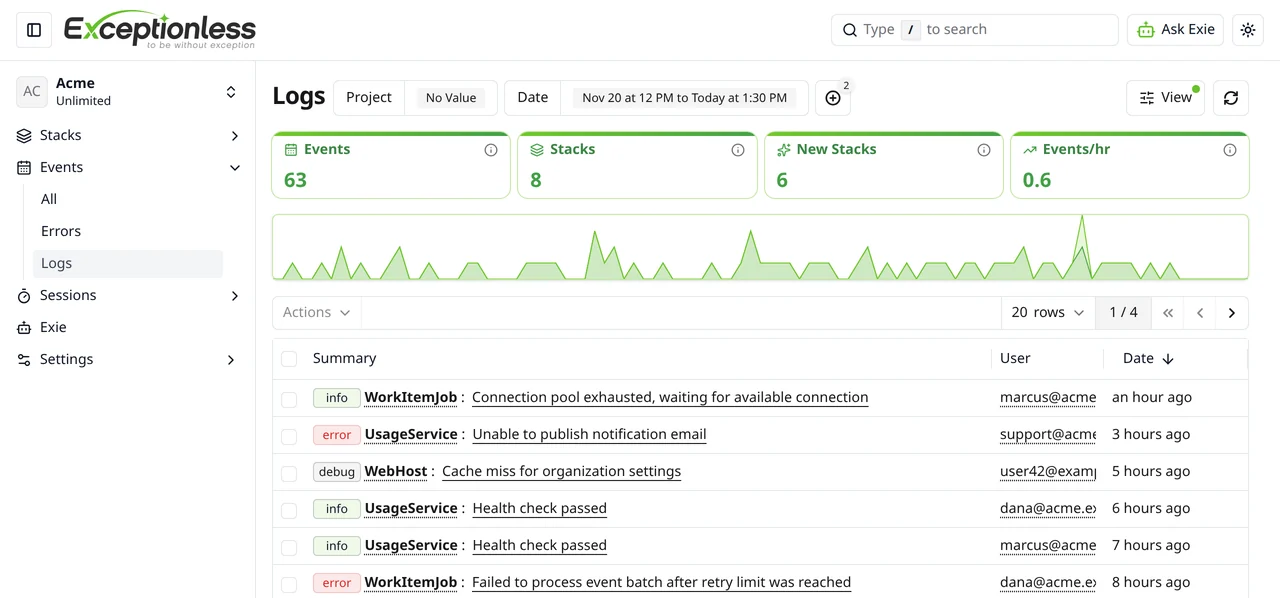 Exceptionless
to be without exception
Type / to search
Ask Exie
AC
Acme
Unlimited
Stacks
Events
All
Errors
Logs
Sessions
Exie
Settings
Logs
Project No Value
Date Nov 20 at 12 PM to Today at 1:30 PM
2
View
Events
63
Stacks
8
New Stacks
6
Events/hr
0.6
Actions
20 rows
1 / 4
Summary User Date
info WorkItemJob : Connection pool exhausted, waiting for available connection marcus@acme an hour ago
error UsageService : Unable to publish notification email support@acme 3 hours ago
debug WebHost : Cache miss for organization settings user42@examp 5 hours ago
info UsageService : Health check passed dana@acme.ex 6 hours ago
info UsageService : Health check passed marcus@acme 7 hours ago
error WorkItemJob : Failed to process event batch after retry limit was reached dana@acme.ex 8 hours ago